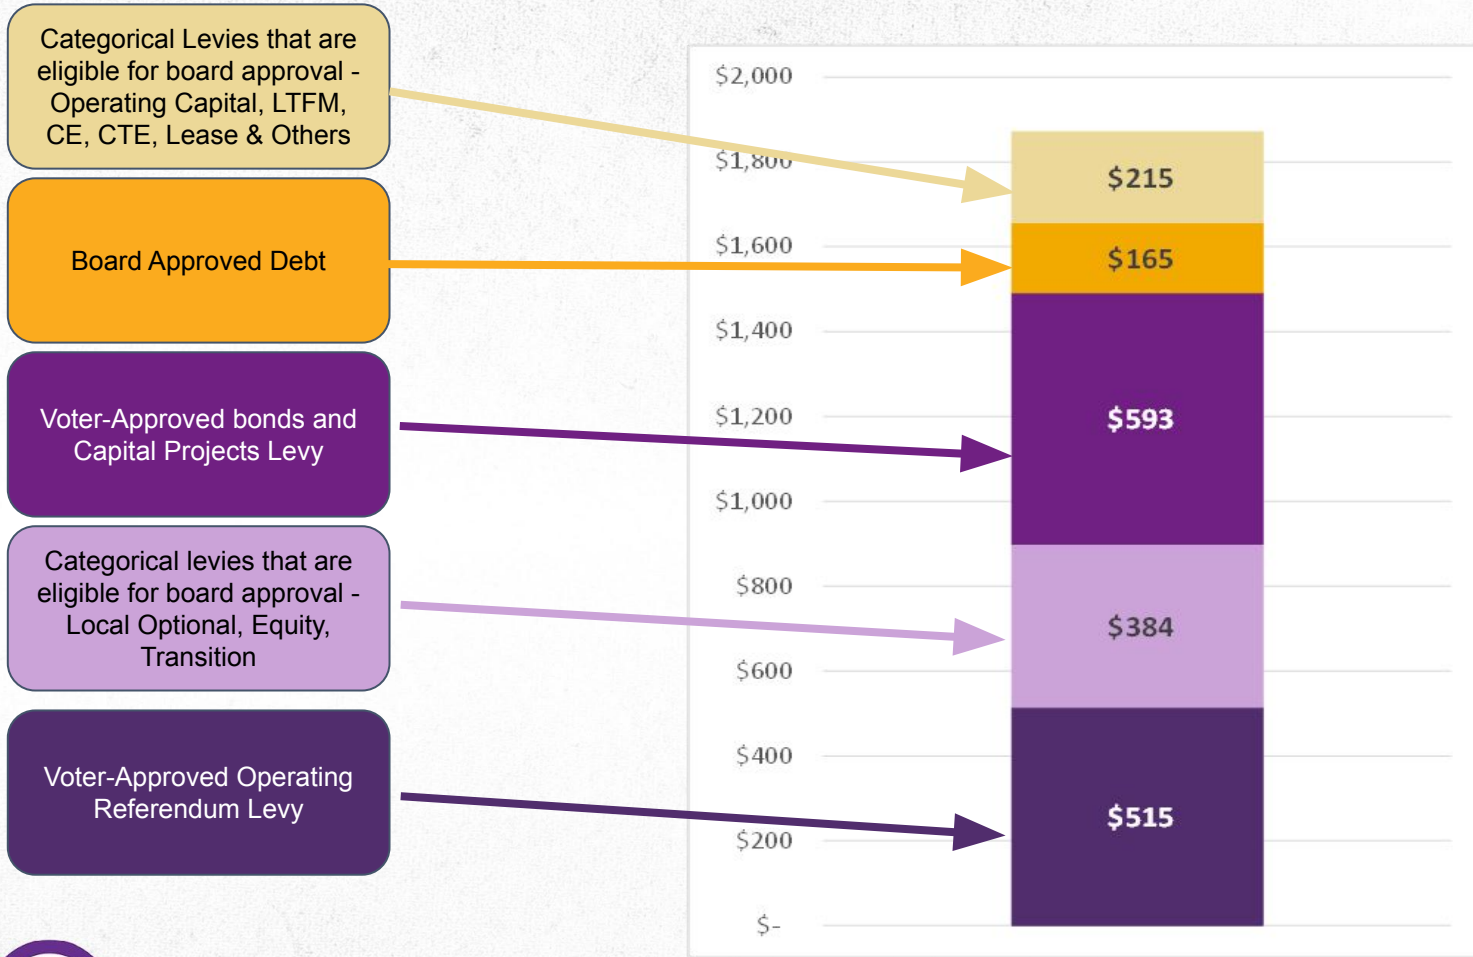 Categorical Levies that are
eligible for board approval -
Operating Capital, LTFM,
CE, CTE, Lease & Others
Board Approved Debt
Voter-Approved bonds and
Capital Projects Levy
Categorical levies that are
eligible for board approval -
Local Optional, Equity,
Transition
Voter-Approved Operating
Referendum Levy
$2,000
$1,800
$1,600
$1,400
$1,200
$1,000
$800
$600
$400
$200
$-
$215
$165
$593
$384
$515